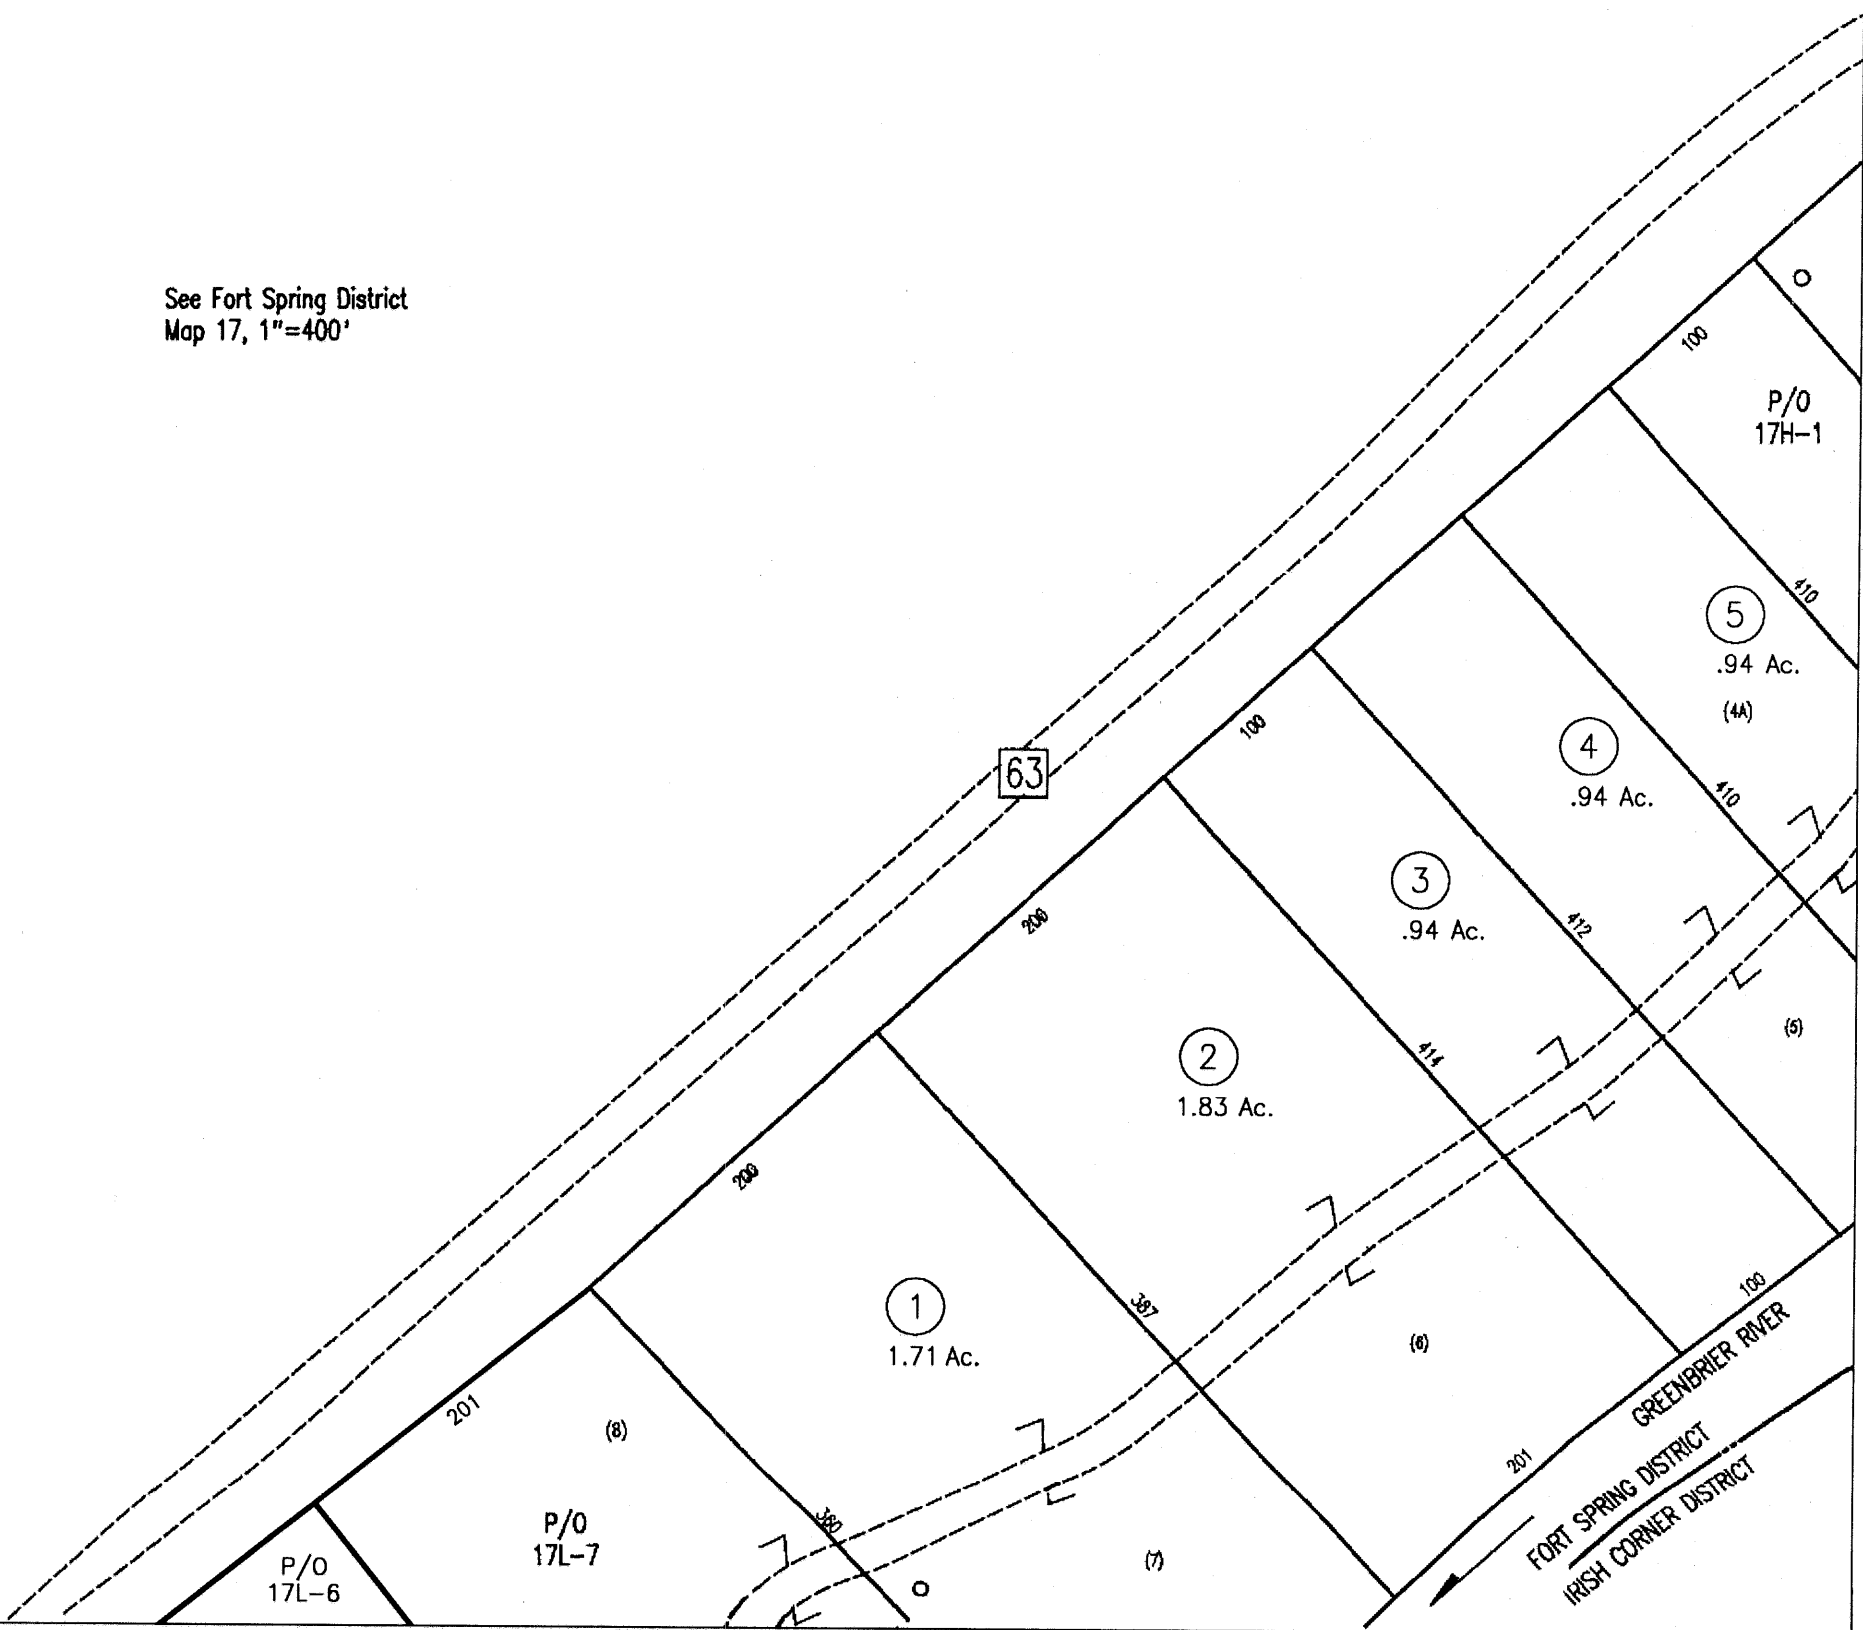 See Fort Spring District
Map 17, 1"=400'
100
P/O
17H-1
410
5
.94 Ac.
(4A)
100
4
.94 Ac.
410
63
3
.94 Ac.
412
200
(5)
2
1.83 Ac.
414
200
1
1.71 Ac.
387
(6)
100
GREENBRIER RIVER
201
(8)
201
FORT SPRING DISTRICT
IRISH CORNER DISTRICT
P/O
17L-7
360
(7)
P/O
17L-6